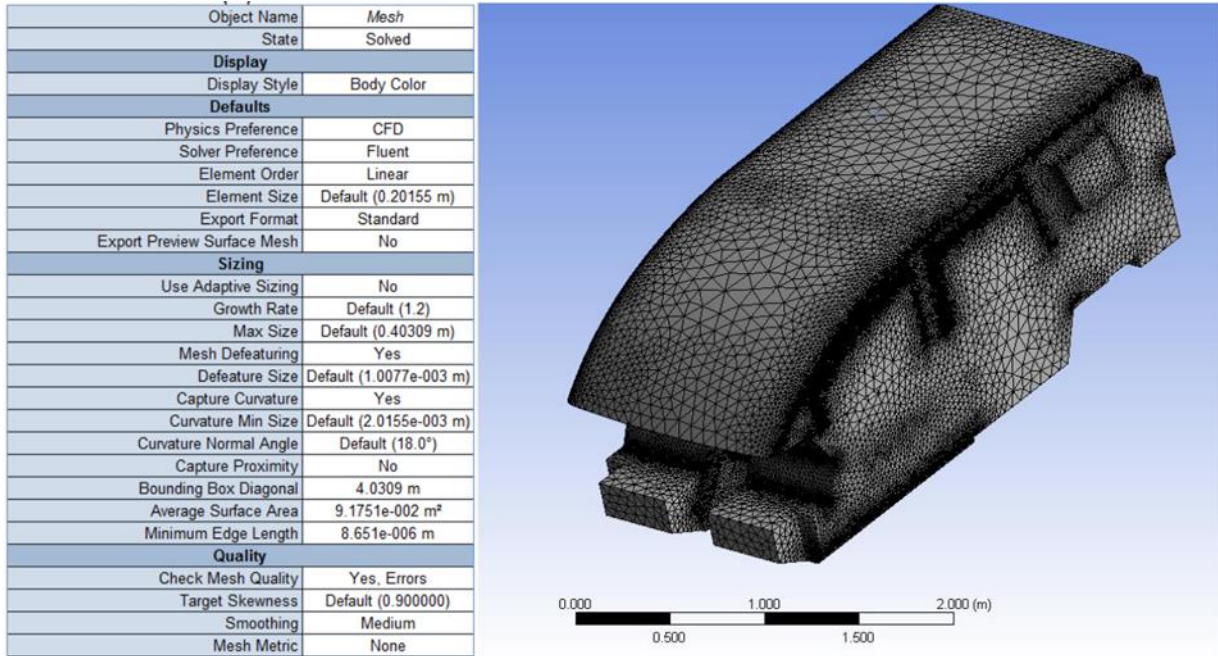 Object Name Mesh
State Solved
Display
Display Style Body Color
Defaults
Physics Preference CFD
Solver Preference Fluent
Element Order Linear
Element Size Default (0.20155 m)
Export Format Standard
Export Preview Surface Mesh No
Sizing
Use Adaptive Sizing No
Growth Rate Default (1.2)
Max Size Default (0.40309 m)
Mesh Defeaturing Yes
Defeature Size Default (1.0077e-003 m)
Capture Curvature Yes
Curvature Min Size Default (2.0155e-003 m)
Curvature Normal Angle Default (18.0°)
Capture Proximity No
Bounding Box Diagonal 4.0309 m
Average Surface Area 9.1751e-002 m²
Minimum Edge Length 8.651e-006 m
Quality
Check Mesh Quality Yes, Errors
Target Skewness Default (0.900000)
Smoothing Medium
Mesh Metric None
0.000 1.000 2.000 (m)
0.500 1.500